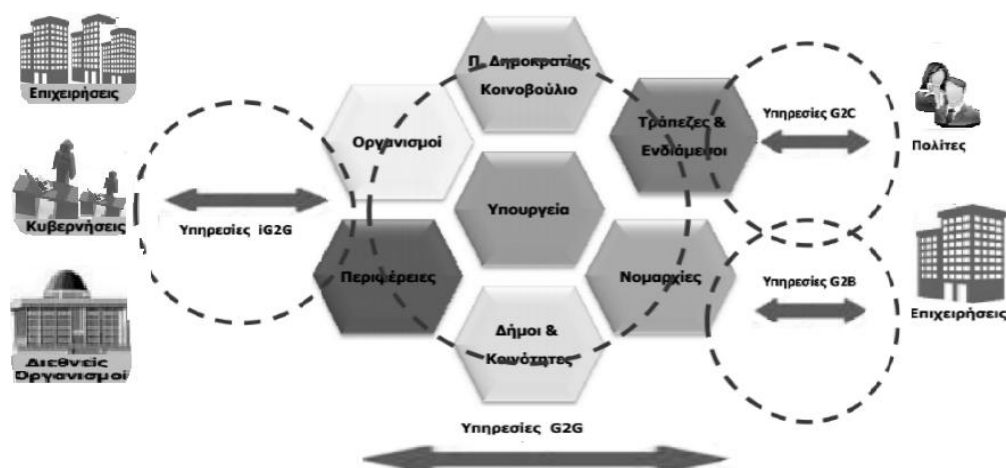 Επιχειρήσεις
Κυβερνήσεις
Διεθνείς
Οργανισμοί
Υπηρεσίες iG2G
Π. Δημοκρατίας
Κοινοβούλιο
Οργανισμοί
Τράπεζες &
Ενδιάμεσοι
Υπουργεία
Περιφέρειες
Νομαρχίες
Δήμοι &
Κοινότητες
Υπηρεσίες G2G
Υπηρεσίες G2C
Πολίτες
Υπηρεσίες G2B
Επιχειρήσεις